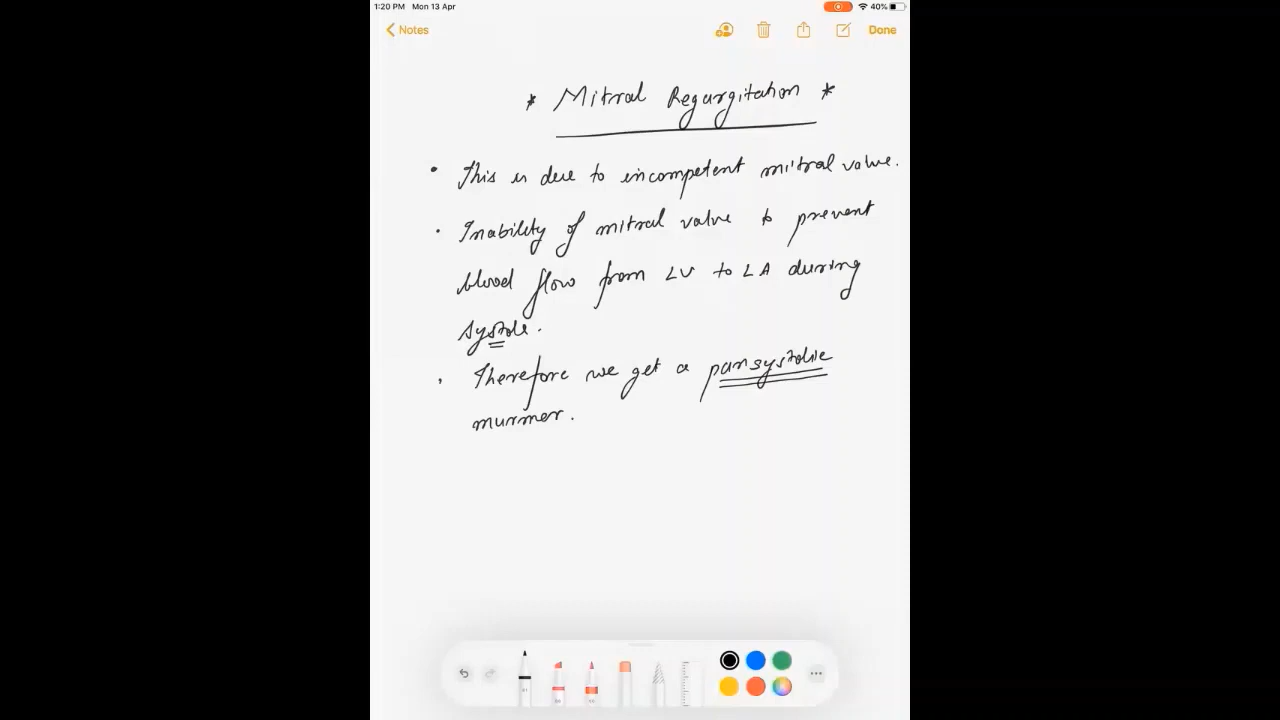 1:20 PM Mon 13 Apr 40%
Notes Done
* Mitral Regurgitation *
• This is due to incompetent mitral valve.
• Inability of mitral valve to prevent
blood flow from LV to LA during
systole.
• Therefore we get a pansystolic
murmer.